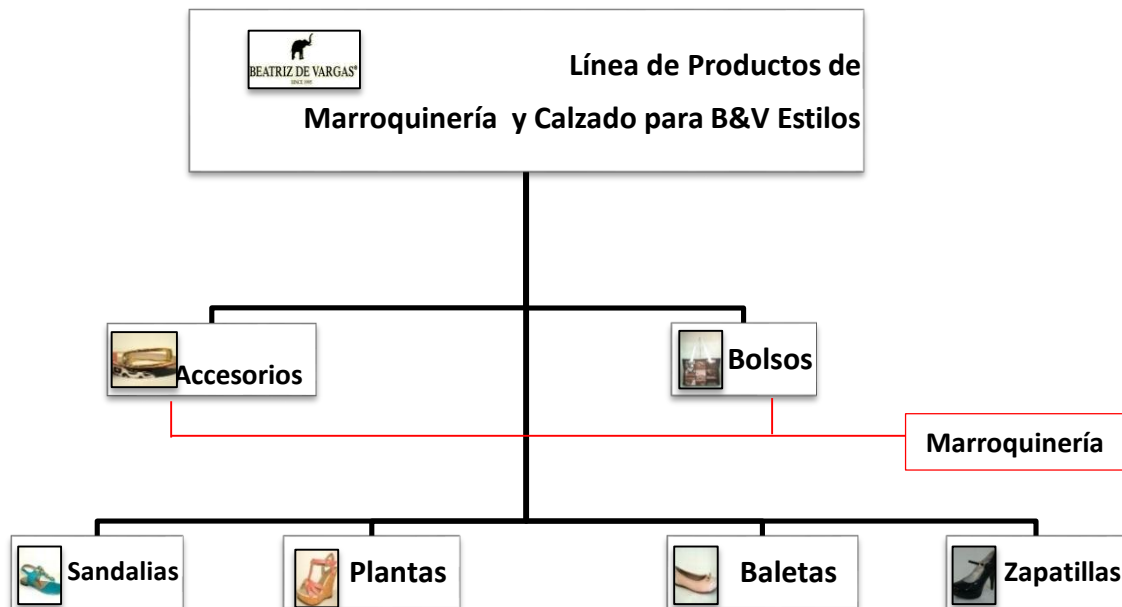 BEATRIZ DE VARGAS®
SINCE 1985
Línea de Productos de
Marroquinería y Calzado para B&V Estilos
Accesorios
Bolsos
Marroquinería
Sandalias
Plantas
Baletas
Zapatillas